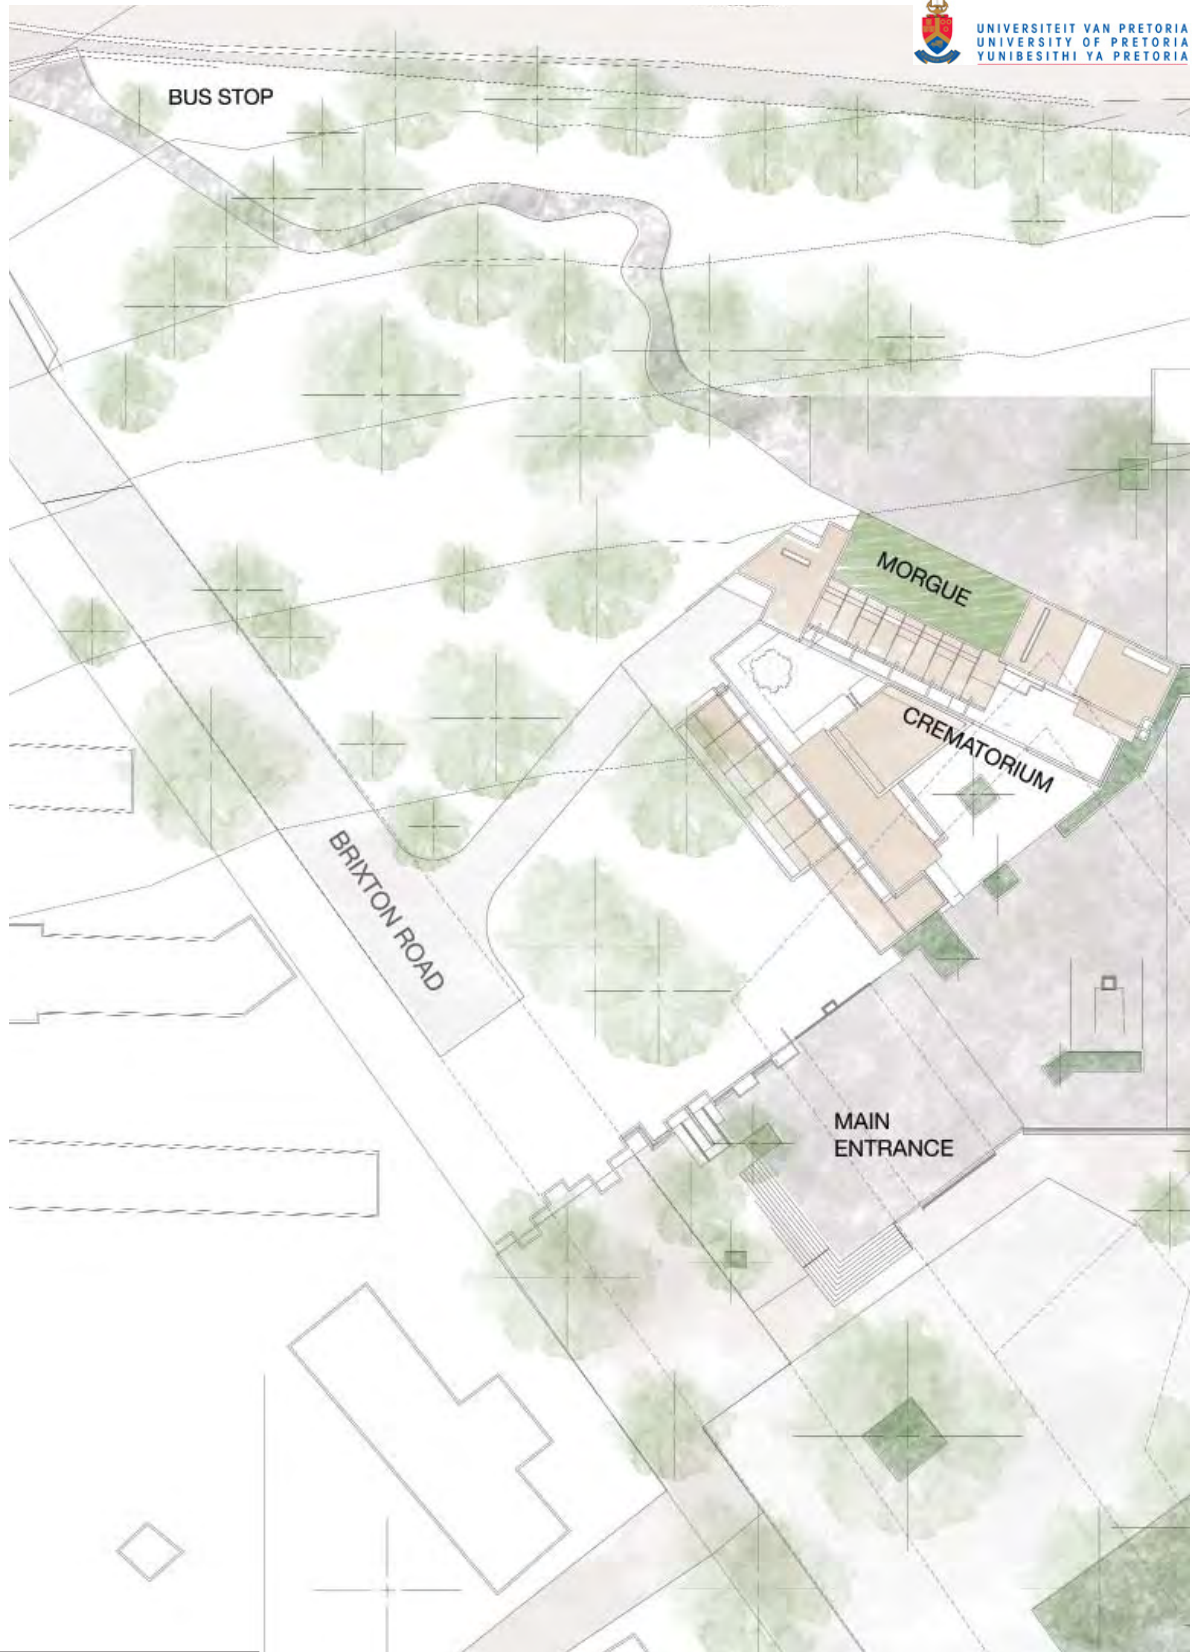 UNIVERSITEIT VAN PRETORIA
UNIVERSITY OF PRETORIA
YUNIBESITHI YA PRETORIA
BUS STOP
MORGUE
CREMATORIUM
BRIXTON ROAD
MAIN
ENTRANCE